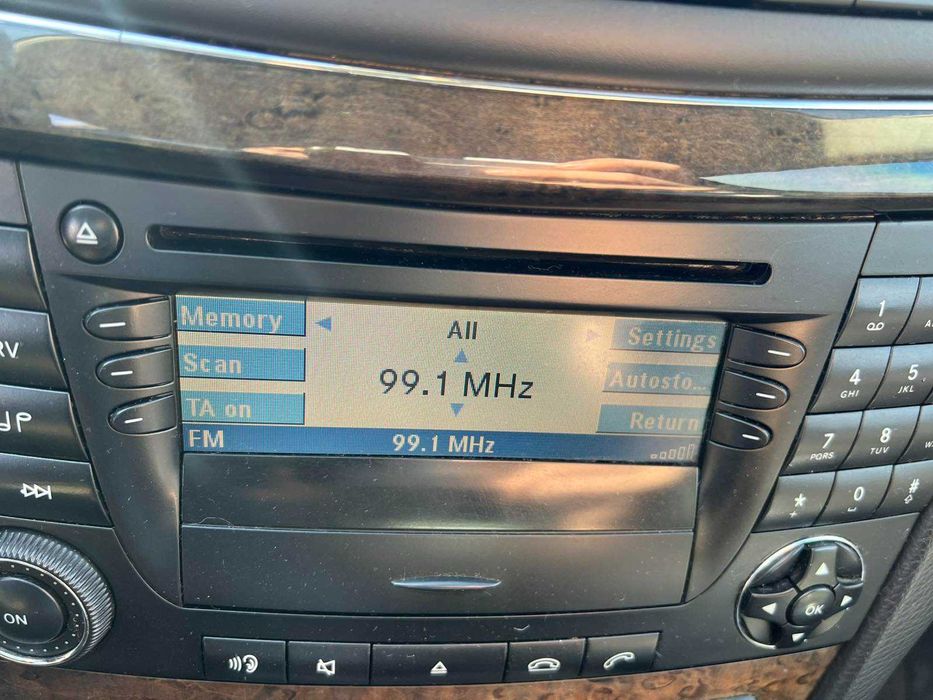 Memory
All
Settings
Scan
99.1 MHz
Autosto...
TA on
Return
FM
99.1 MHz
1
4
GHI
5
JKL
7
PQRS
8
TUV
*
+
0
#
ON
OK